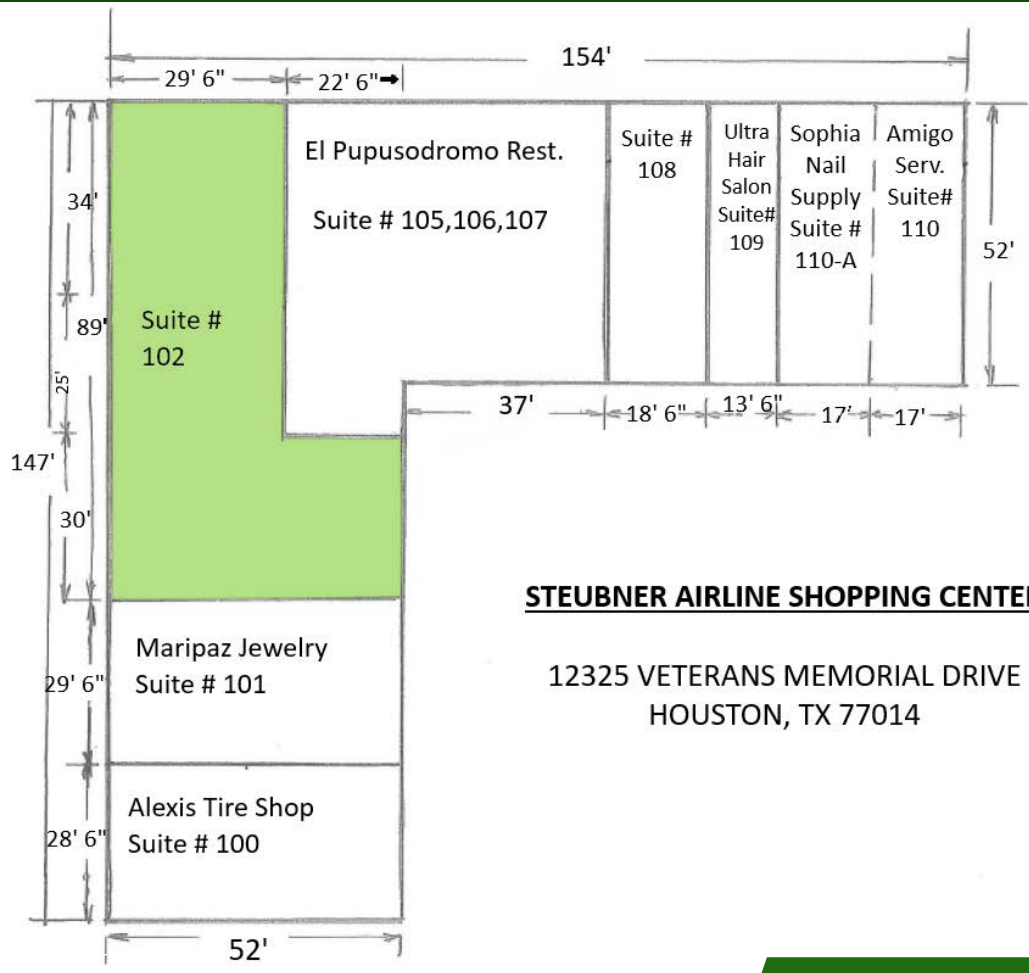 154'
29' 6"
22' 6"
El Pupusodromo Rest.
Suite # 105,106,107
Suite #
108
Ultra
Hair
Salon
Suite#
109
Sophia
Nail
Supply
Suite #
110-A
Amigo
Serv.
Suite#
110
34'
52'
89'
Suite #
102
25'
37'
18' 6"
13' 6"
17'
17'
147'
30'
STEUBNER AIRLINE SHOPPING CENTE
12325 VETERANS MEMORIAL DRIVE
HOUSTON, TX 77014
Maripaz Jewelry
Suite # 101
29' 6"
Alexis Tire Shop
Suite # 100
28' 6"
52'